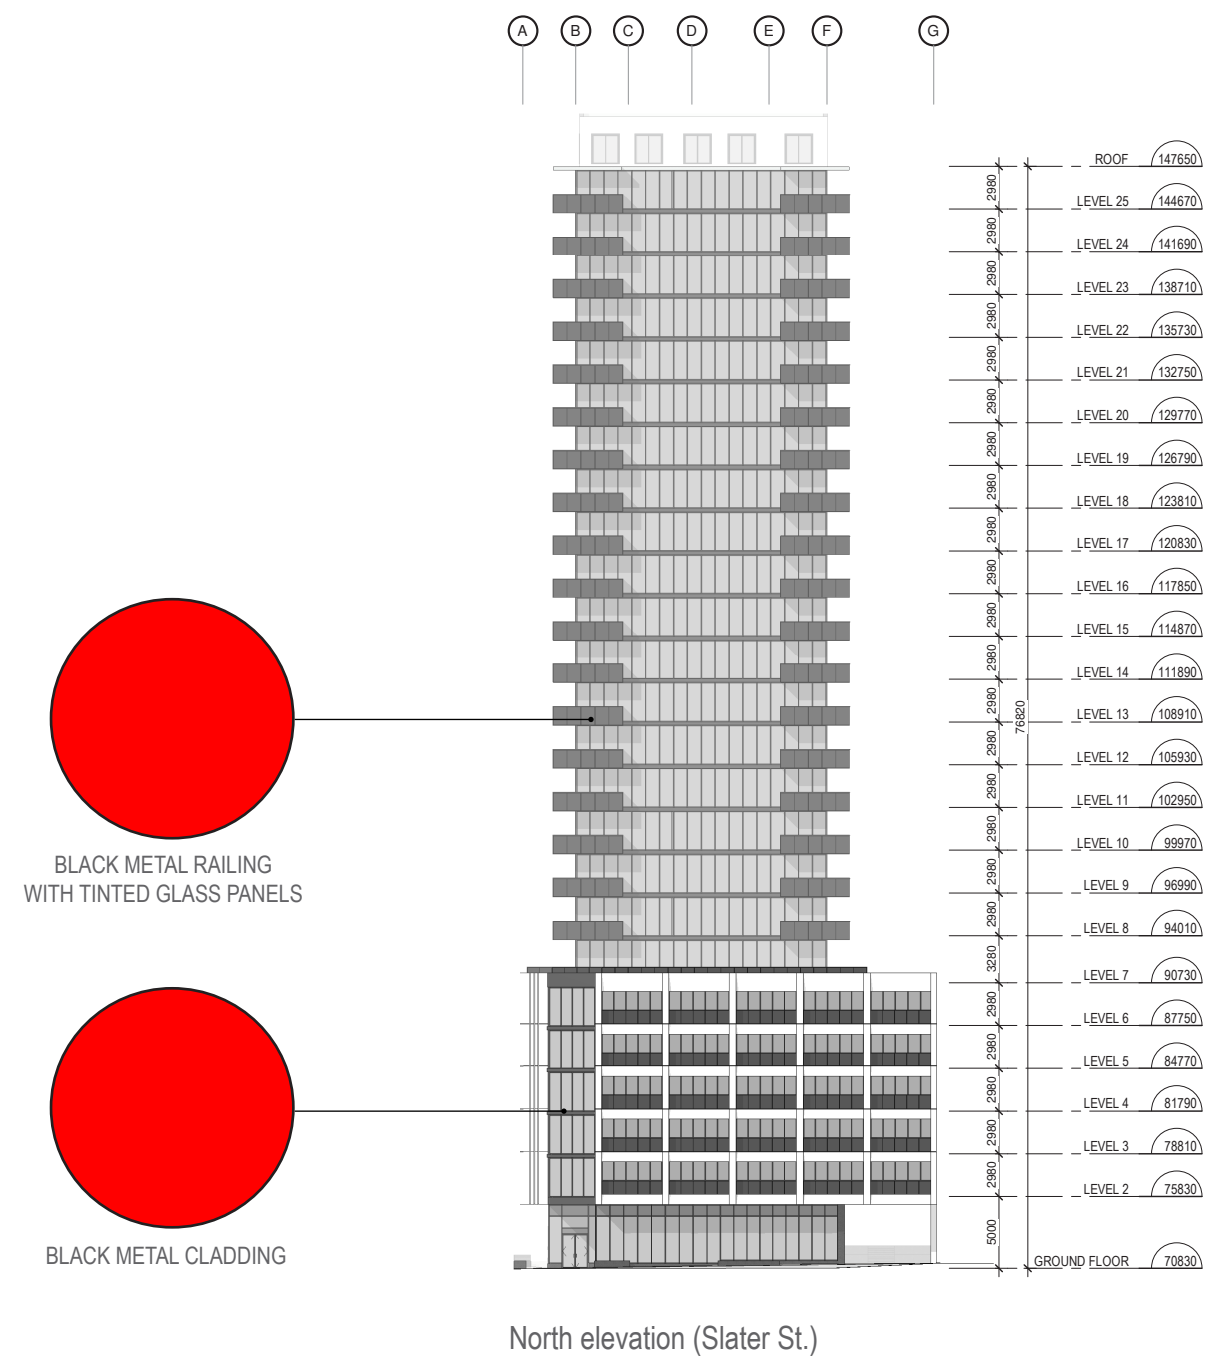 A B C D E F G
ROOF 147650
2980
LEVEL 25 144670
2980
LEVEL 24 141690
2980
LEVEL 23 138710
2980
LEVEL 22 135730
2980
LEVEL 21 132750
2980
LEVEL 20 129770
2980
LEVEL 19 126790
2980
LEVEL 18 123810
2980
LEVEL 17 120830
2980
LEVEL 16 117850
2980
LEVEL 15 114870
2980
LEVEL 14 111890
2980
76820
LEVEL 13 108910
2980
LEVEL 12 105930
2980
LEVEL 11 102950
2980
LEVEL 10 99970
2980
LEVEL 9 96990
2980
LEVEL 8 94010
3280
LEVEL 7 90730
2980
LEVEL 6 87750
2980
LEVEL 5 84770
2980
LEVEL 4 81790
2980
LEVEL 3 78810
2980
LEVEL 2 75830
5000
GROUND FLOOR 70830
BLACK METAL RAILING
WITH TINTED GLASS PANELS
BLACK METAL CLADDING
North elevation (Slater St.)